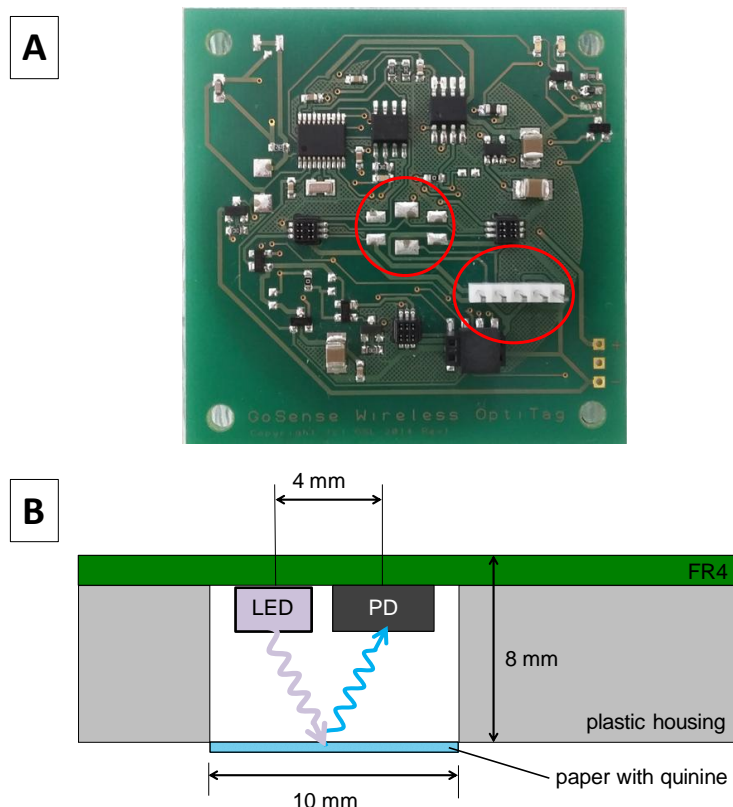 A
GoSense Wireless OptiTag
B
4 mm
FR4
LED
PD
8 mm
plastic housing
paper with quinine
10 mm